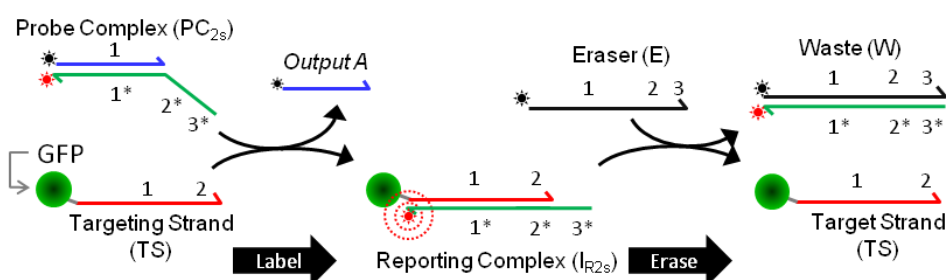 Probe Complex (PC2s)
1
1*
2*
3*
Output A
GFP
1 2
Targeting Strand
(TS)
Label
1 2
1* 2* 3*
Reporting Complex (IR2s)
Eraser (E)
1 2 3
Erase
Waste (W)
1 2 3
1* 2* 3*
1 2
Target Strand
(TS)